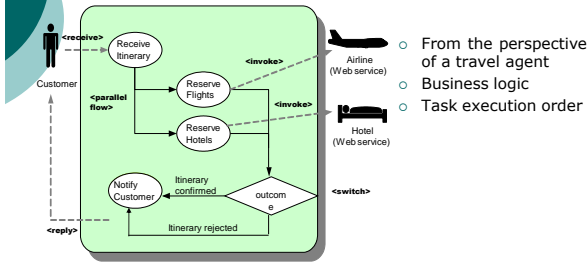 <receive>
Receive
Itinerary
Customer
<parallel
flow>
Reserve
Flights
<invoke>
Airline
(Web service)
Reserve
Hotels
<invoke>
Hotel
(Web service)
Notify
Customer
Itinerary
confirmed
outcom
e
<switch>
Itinerary rejected
<reply>
From the perspective
of a travel agent
Business logic
Task execution order